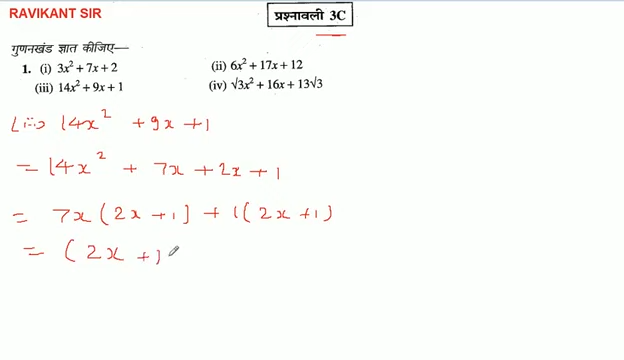 RAVIKANT SIR
प्रश्नावली 3C
गुणनखंड ज्ञात कीजिए—
1. (i) 3x² + 7x + 2 (ii) 6x² + 17x + 12
(iii) 14x² + 9x + 1 (iv) √3x² + 16x + 13√3
(iii) 14x² + 9x + 1
= 14x² + 7x + 2x + 1
= 7x(2x + 1) + 1(2x + 1)
= (2x + 1)